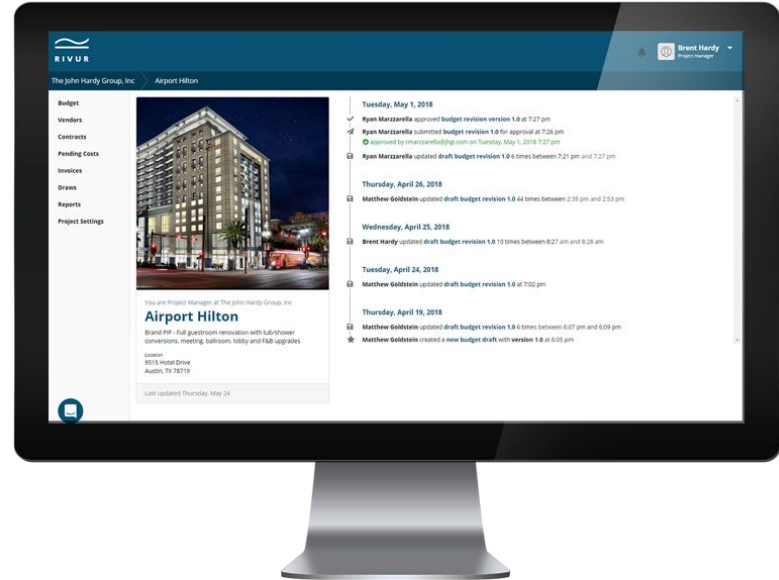 RIVUR
Brent Hardy
Project manager
The John Hardy Group, Inc
Airport Hilton
Budget
Vendors
Contracts
Pending Costs
Invoices
Draws
Reports
Project Settings
You are Project Manager at The John Hardy Group, Inc
Airport Hilton
Brand PIP - Full guestroom renovation with tub/shower
conversions, meeting, ballroom, lobby and F&B upgrades
Location
9515 Hotel Drive
Austin, TX 78719
Last updated Thursday, May 24
Tuesday, May 1, 2018
Ryan Marzzarella approved budget revision version 1.0 at 7:27 pm
Ryan Marzzarella submitted budget revision 1.0 for approval at 7:26 pm
approved by rmarzzarella@jhgi.com on Tuesday, May 1, 2018 7:27 pm
Ryan Marzzarella updated draft budget revision 1.0 6 times between 7:21 pm and 7:27 pm
Thursday, April 26, 2018
Matthew Goldstein updated draft budget revision 1.0 44 times between 2:38 pm and 2:53 pm
Wednesday, April 25, 2018
Brent Hardy updated draft budget revision 1.0 10 times between 8:27 am and 8:28 am
Tuesday, April 24, 2018
Matthew Goldstein updated draft budget revision 1.0 at 7:02 pm
Thursday, April 19, 2018
Matthew Goldstein updated draft budget revision 1.0 6 times between 6:07 pm and 6:09 pm
Matthew Goldstein created a new budget draft with version 1.0 at 6:05 pm